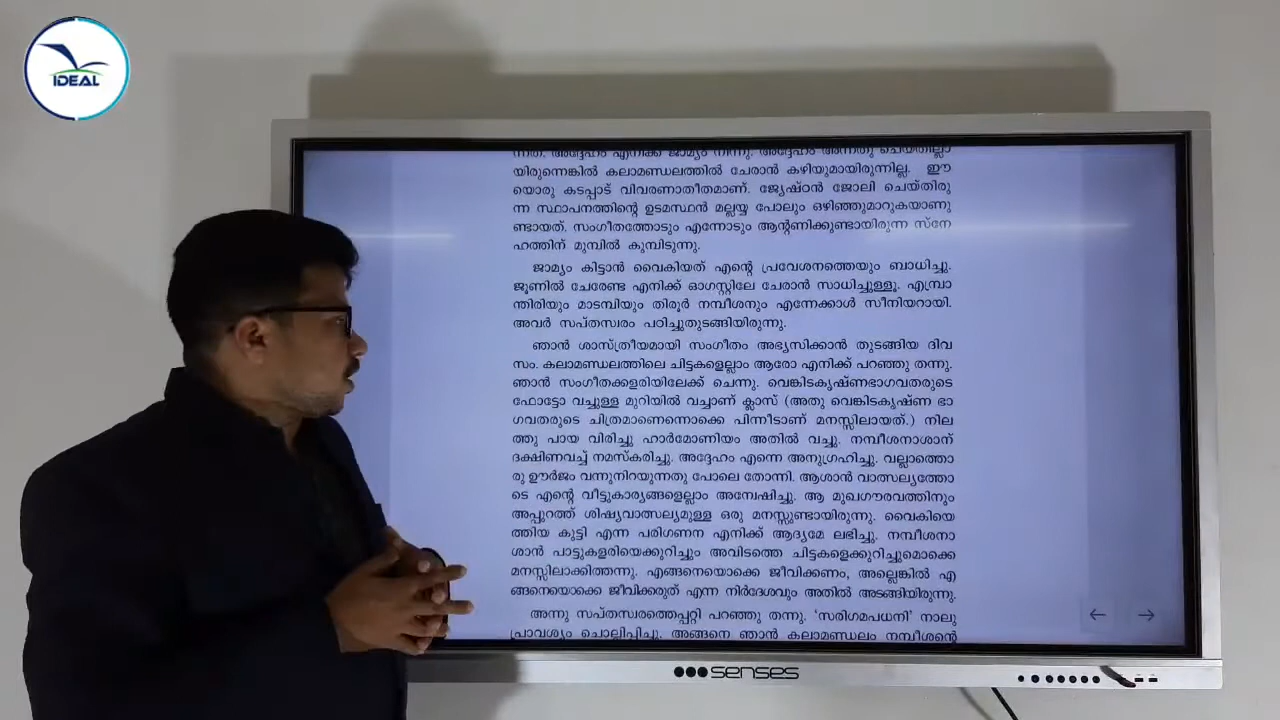 IDEAL
ന്നത്. അദ്ദേഹം എനിക്ക് ജാമ്യം നിന്നു. അദ്ദേഹം അന്നതു ചെയ്തില്ലാ
യിരുന്നെങ്കിൽ കലാമണ്ഡലത്തിൽ ചേരാൻ കഴിയുമായിരുന്നില്ല. ഈ
യൊരു കടപ്പാട് വിവരണാതീതമാണ്. ജ്യേഷ്ഠൻ ജോലി ചെയ്തിരു
ന്ന സ്ഥാപനത്തിന്റെ ഉടമസ്ഥൻ മല്ലയ്യ പോലും ഒഴിഞ്ഞുമാറുകയാണു
ണ്ടായത്. സംഗീതത്തോടും എന്നോടും ആന്റണിക്കുണ്ടായിരുന്ന സ്നേ
ഹത്തിന് മുമ്പിൽ കുമ്പിടുന്നു.
ജാമ്യം കിട്ടാൻ വൈകിയത് എന്റെ പ്രവേശനത്തെയും ബാധിച്ചു.
ജൂണിൽ ചേരേണ്ട എനിക്ക് ഓഗസ്റ്റിലേ ചേരാൻ സാധിച്ചുള്ളൂ. എമ്പ്രാ
ന്തിരിയും മാടമ്പിയും തിരൂർ നമ്പീശനും എന്നേക്കാൾ സീനിയറായി.
അവർ സപ്തസ്വരം പഠിച്ചുതുടങ്ങിയിരുന്നു.
ഞാൻ ശാസ്ത്രീയമായി സംഗീതം അഭ്യസിക്കാൻ തുടങ്ങിയ ദിവ
സം. കലാമണ്ഡലത്തിലെ ചിട്ടകളെല്ലാം ആരോ എനിക്ക് പറഞ്ഞു തന്നു.
ഞാൻ സംഗീതക്കളരിയിലേക്ക് ചെന്നു. വെങ്കിടകൃഷ്ണഭാഗവതരുടെ
ഫോട്ടോ വച്ചുള്ള മുറിയിൽ വച്ചാണ് ക്ലാസ് (അതു വെങ്കിടകൃഷ്ണ ഭാ
ഗവതരുടെ ചിത്രമാണെന്നൊക്കെ പിന്നീടാണ് മനസ്സിലായത്.) നില
ത്തു പായ വിരിച്ചു ഹാർമോണിയം അതിൽ വച്ചു. നമ്പീശനാശാന്
ദക്ഷിണവച്ച് നമസ്കരിച്ചു. അദ്ദേഹം എന്നെ അനുഗ്രഹിച്ചു. വല്ലാത്തൊ
രു ഊർജം വന്നുനിറയുന്നതു പോലെ തോന്നി. ആശാൻ വാത്സല്യത്തോ
ടെ എന്റെ വീട്ടുകാര്യങ്ങളെല്ലാം അന്വേഷിച്ചു. ആ മുഖഗൗരവത്തിനും
അപ്പുറത്ത് ശിഷ്യവാത്സല്യമുള്ള ഒരു മനസ്സുണ്ടായിരുന്നു. വൈകിയെ
ത്തിയ കുട്ടി എന്ന പരിഗണന എനിക്ക് ആദ്യമേ ലഭിച്ചു. നമ്പീശനാ
ശാൻ പാട്ടുകളരിയെക്കുറിച്ചും അവിടത്തെ ചിട്ടകളെക്കുറിച്ചുമൊക്കെ
മനസിലാക്കിത്തന്നു. എങ്ങനെയൊക്കെ ജീവിക്കണം, അല്ലെങ്കിൽ എ
ങ്ങനെയൊക്കെ ജീവിക്കരുത് എന്ന നിർദേശവും അതിൽ അടങ്ങിയിരുന്നു.
അന്നു സപ്തസ്വരത്തെപ്പറ്റി പറഞ്ഞു തന്നു. ‘സരിഗമപധനി’ നാലു
പ്രാവശ്യം ചൊല്ലിപ്പിച്ചു. അങ്ങനെ ഞാൻ കലാമണ്ഡലം നമ്പീശന്റെ
senses